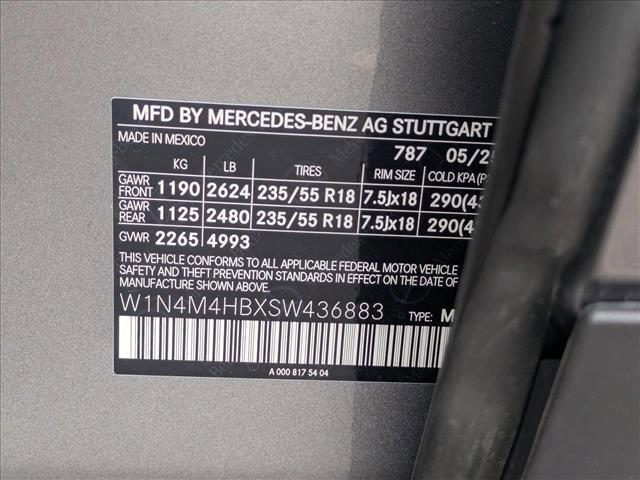 MFD BY MERCEDES-BENZ AG STUTTGART
MADE IN MEXICO 787 05/2
KG LB TIRES RIM SIZE COLD KPA(P
GAWR FRONT 1190 2624 235/55 R18 7.5Jx18 290(4
GAWR REAR 1125 2480 235/55 R18 7.5Jx18 290(4
GVWR 2265 4993
THIS VEHICLE CONFORMS TO ALL APPLICABLE FEDERAL MOTOR VEHICLE
AND THEFT PREVENTION STANDARDS IN EFFECT ON THE DATE OF
MANUFACTURE SHOWN ABOVE.
W1N4M4HBXSW436883 TYPE: M
A 000 817 54 04